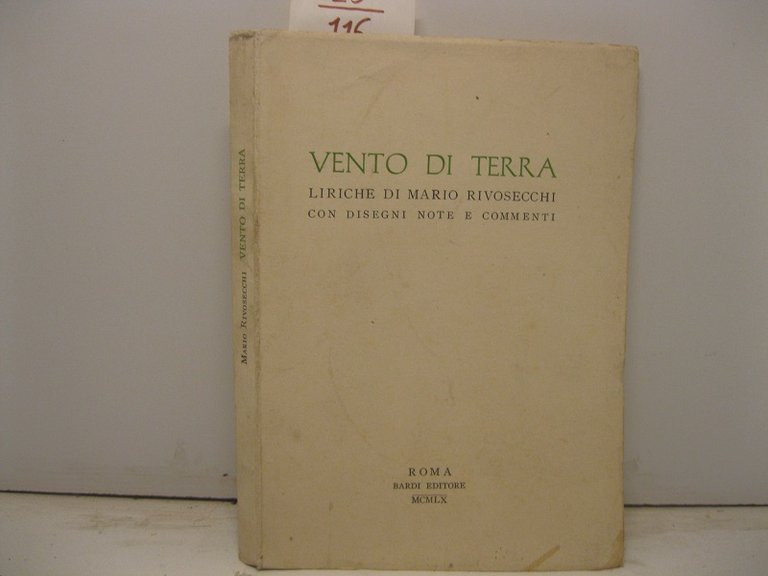 116
VENTO DI TERRA
LIRICHE DI MARIO RIVOSECCHI
CON DISEGNI NOTE E COMMENTI
ROMA
BARDI EDITORE
MCMLX
MARIO RIVOSECCHI VENTO DI TERRA